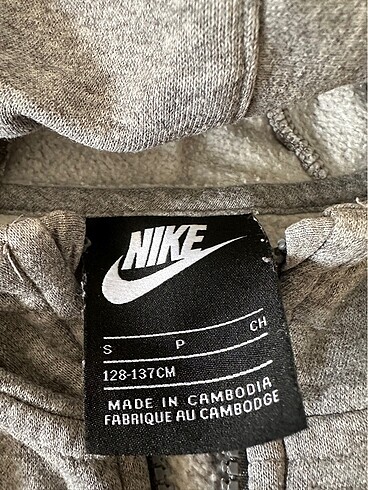 NIKE
S P CH
128-137CM
MADE IN CAMBODIA
FABRIQUE AU CAMBODGE